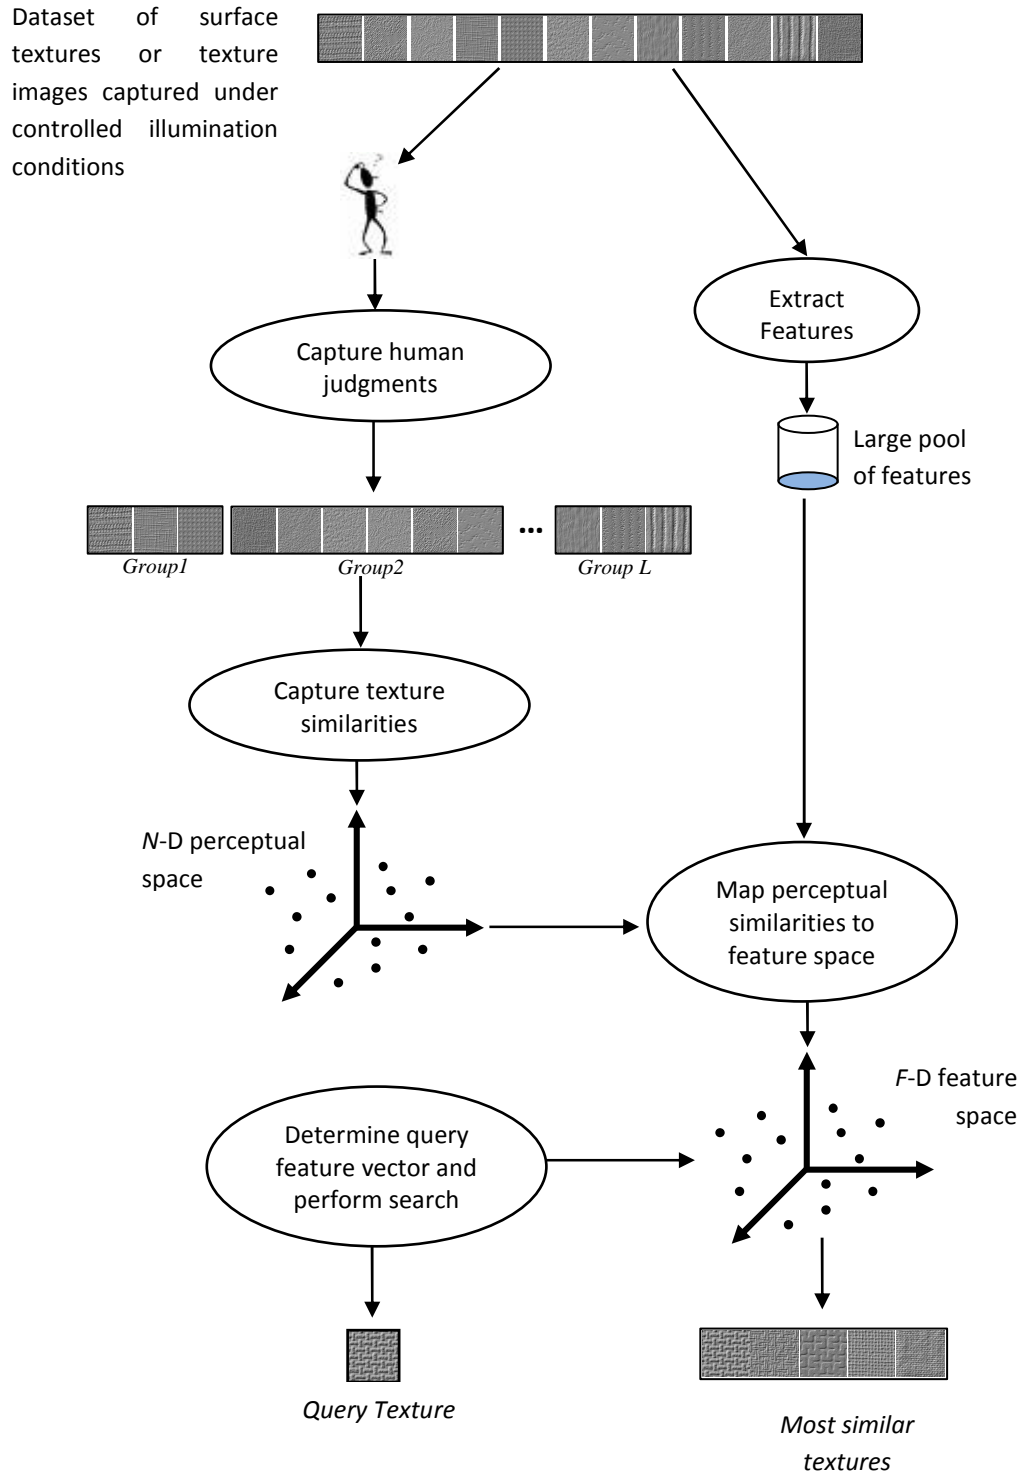 Dataset of surface
textures or texture
images captured under
controlled illumination
conditions
Extract
Features
Capture human
judgments
Large pool
of features
...
Group1
Group2
Group L
Capture texture
similarities
N-D perceptual
space
Map perceptual
similarities to
feature space
F-D feature
space
Determine query
feature vector and
perform search
Query Texture
Most similar
textures